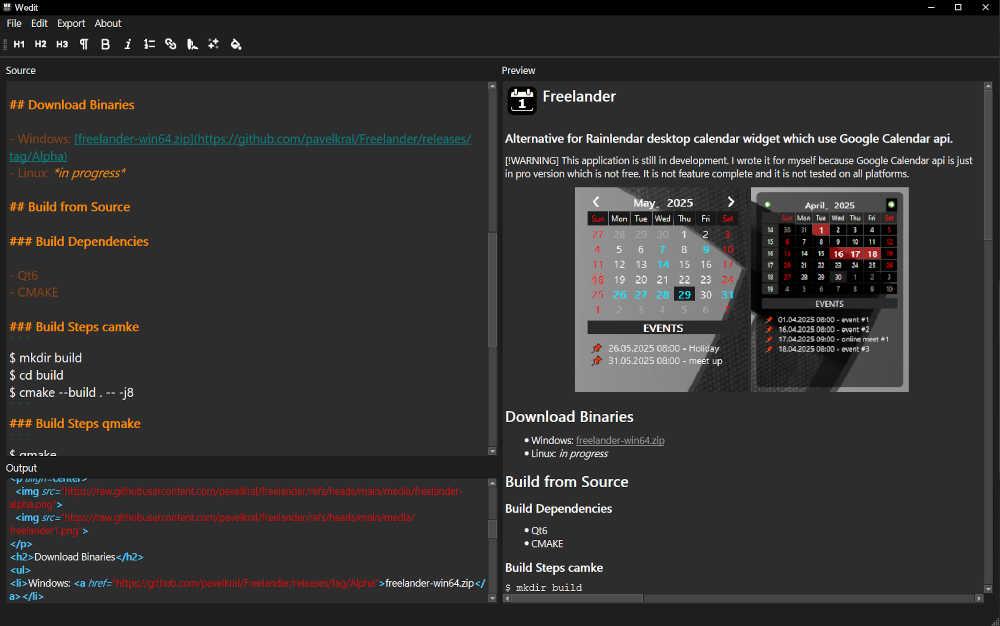 Wedit
File Edit Export About
H1 H2 H3 ¶ B i
Source
## Download Binaries
- Windows: [freelander-win64.zip](https://github.com/pavelkral/Freelander/releases/
tag/Alpha)
- Linux: *in progress*
## Build from Source
### Build Dependencies
- Qt6
- CMAKE
### Build Steps camke
$ mkdir build
$ cd build
$ cmake --build . -- -j8
### Build Steps qmake
$ qmake
Output
<p align=center>
<img src="https://raw.githubusercontent.com/pavelkral/freelander/refs/heads/main/media/freelander-
alpha.png">
<img src="https://raw.githubusercontent.com/pavelkral/freelander/refs/heads/main/media/
freelander1.png">
</p>
<h2>Download Binaries</h2>
<ul>
<li>Windows: <a href="https://github.com/pavelkral/Freelander/releases/tag/Alpha">freelander-win64.zip</
a></li>
Preview
1
Freelander
Alternative for Rainlendar desktop calendar widget which use Google Calendar api.
[!WARNING] This application is still in development. I wrote it for myself because Google Calendar api is just
in pro version which is not free. It is not feature complete and it is not tested on all platforms.
May, 2025
Sun Mon Tue Wed Thu Fri Sat
27 28 29 30 1 2 3
4 5 6 7 8 9 10
11 12 13 14 15 16 17
18 19 20 21 22 23 24
25 26 27 28 29 30 31
1 2 3 4 5 6 7
EVENTS
26.05.2025 08:00 - Holiday
31.05.2025 08:00 - meet up
April, 2025
Sun Mon Tue Wed Thu Fri Sat
14 30 31 1 2 3 4 5
15 6 7 8 9 10 11 12
16 13 14 15 16 17 18 19
17 20 21 22 23 24 25 26
18 27 28 29 30 1 2 3
19 4 5 6 7 8 9 10
EVENTS
01.04.2025 08:00 - event #1
16.04.2025 08:00 - event #2
17.04.2025 09:00 - online meet #1
18.04.2025 08:00 - event #3
Download Binaries
• Windows: freelander-win64.zip
• Linux: in progress
Build from Source
Build Dependencies
• Qt6
• CMAKE
Build Steps camke
$ mkdir build